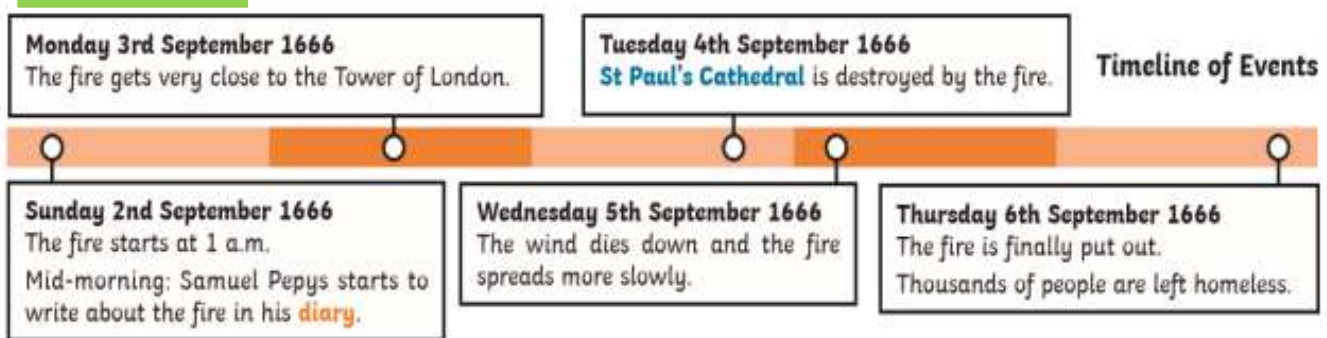 Monday 3rd September 1666
The fire gets very close to the Tower of London.
Tuesday 4th September 1666
St Paul's Cathedral is destroyed by the fire.
Timeline of Events
Sunday 2nd September 1666
The fire starts at 1 a.m.
Mid-morning: Samuel Pepys starts to
write about the fire in his diary.
Wednesday 5th September 1666
The wind dies down and the fire
spreads more slowly.
Thursday 6th September 1666
The fire is finally put out.
Thousands of people are left homeless.